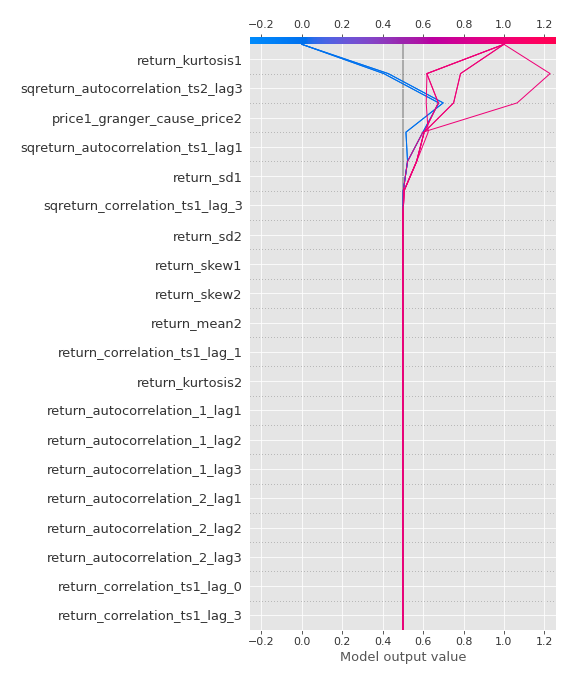 −0.2 0.0 0.2 0.4 0.6 0.8 1.0 1.2
return_kurtosis1
sqreturn_autocorrelation_ts2_lag3
price1_granger_cause_price2
sqreturn_autocorrelation_ts1_lag1
return_sd1
sqreturn_correlation_ts1_lag_3
return_sd2
return_skew1
return_skew2
return_mean2
return_correlation_ts1_lag_1
return_kurtosis2
return_autocorrelation_1_lag1
return_autocorrelation_1_lag2
return_autocorrelation_1_lag3
return_autocorrelation_2_lag1
return_autocorrelation_2_lag2
return_autocorrelation_2_lag3
return_correlation_ts1_lag_0
return_correlation_ts1_lag_3
−0.2 0.0 0.2 0.4 0.6 0.8 1.0 1.2
Model output value